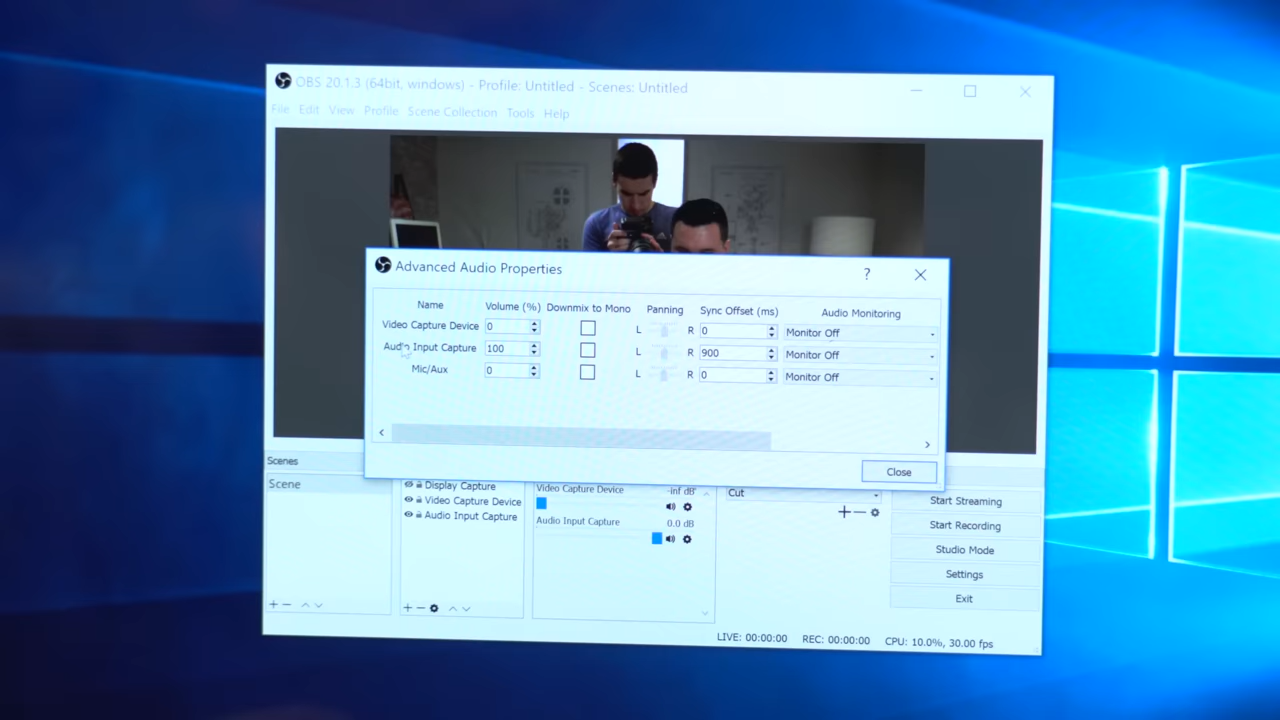 OBS 20.1.3 (64bit, windows) - Profile: Untitled - Scenes: Untitled
File Edit View Profile Scene Collection Tools Help
Advanced Audio Properties ?
Name Volume (%) Downmix to Mono Panning Sync Offset (ms) Audio Monitoring
Video Capture Device 0 L R 0 Monitor Off
Audio Input Capture 100 L R 900 Monitor Off
Mic/Aux 0 L R 0 Monitor Off
Close
Scenes
Scene
Display Capture
Video Capture Device
Audio Input Capture
Video Capture Device -inf dB
Audio Input Capture 0.0 dB
Cut
Start Streaming
Start Recording
Studio Mode
Settings
Exit
LIVE: 00:00:00 REC: 00:00:00 CPU: 10.0%, 30.00 fps